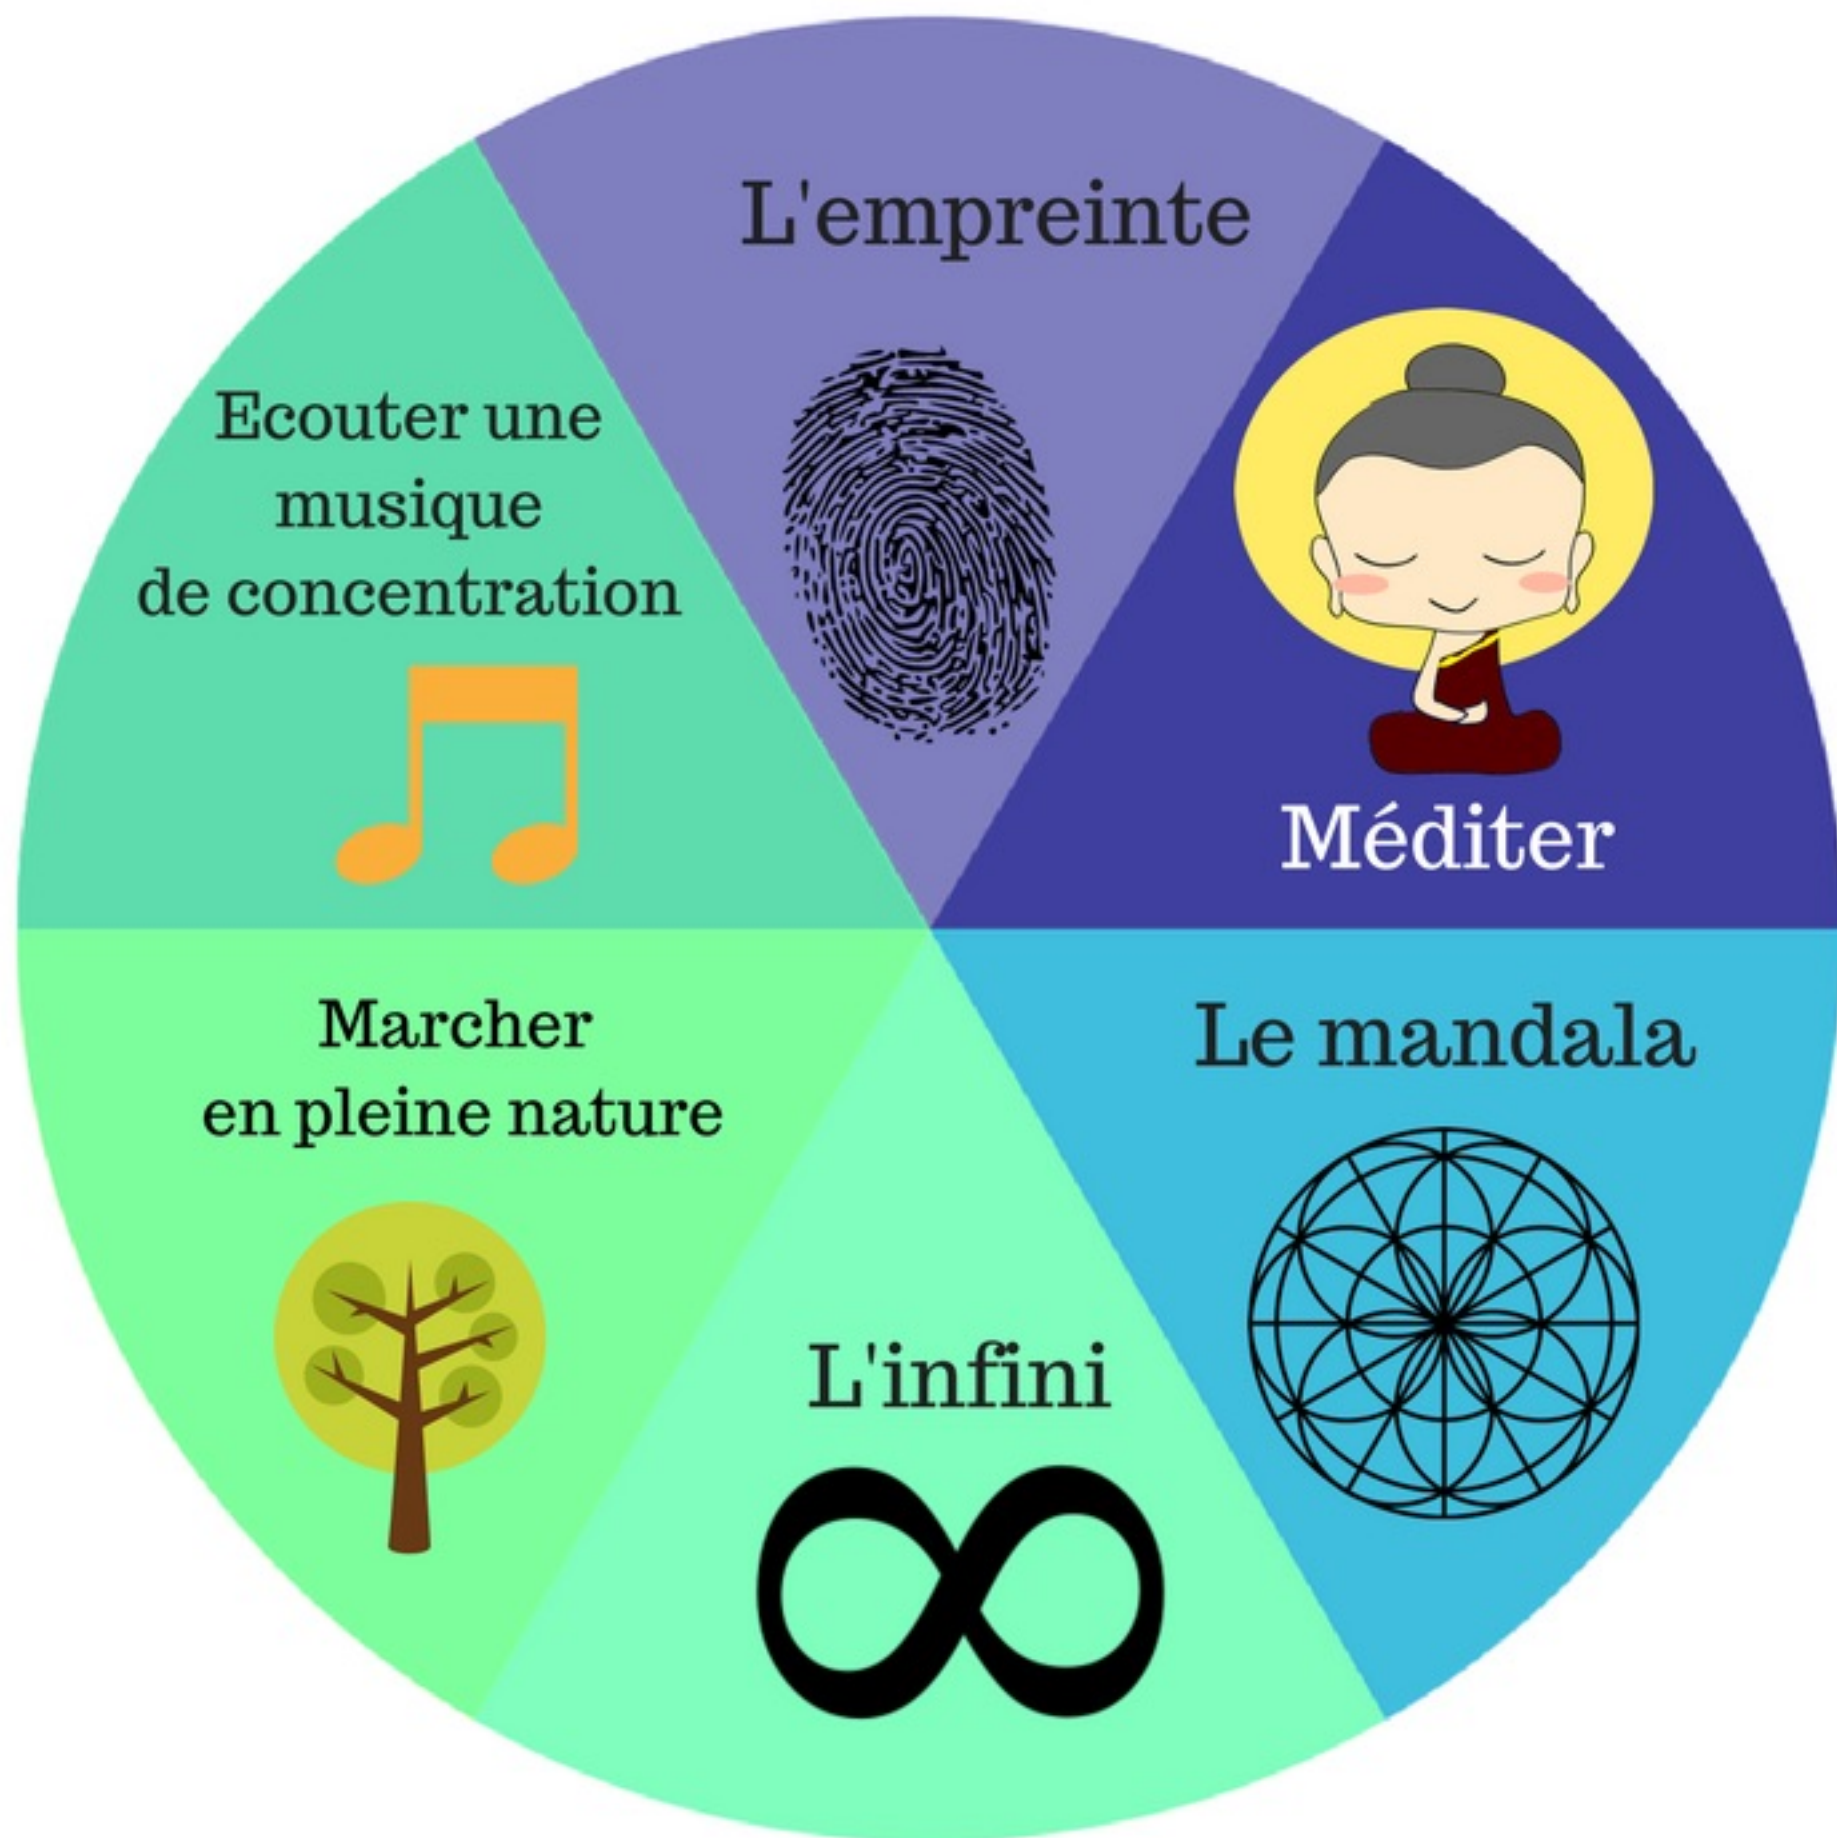 L'empreinte
Méditer
Le mandala
L'infini
Marcher
en pleine nature
Ecouter une
musique
de concentration